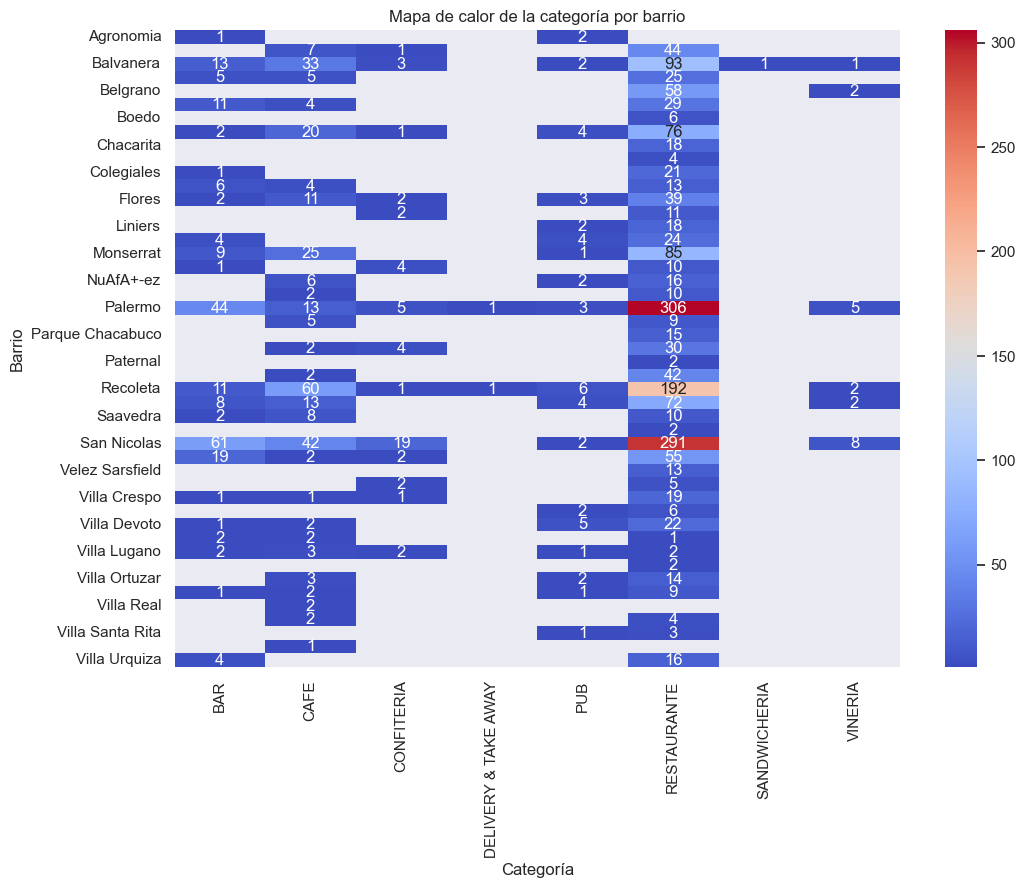 Mapa de calor de la categoría por barrio
Agronomia 1 2
7 1 44
Balvanera 13 33 3 2 93 1 1
5 5 25
Belgrano 58 2
11 4 29
Boedo 6
2 20 1 4 76
Chacarita 18
4
Colegiales 1 21
6 4 13
Flores 2 11 2 3 39
2 11
Liniers 2 18
4 4 24
Monserrat 9 25 1 85
1 4 10
NuAfA+-ez 6 2 16
2 10
Palermo 44 13 5 1 3 306 5
5 9
Parque Chacabuco 15
2 4 30
Paternal 2
2 42
Recoleta 11 60 1 1 6 192 2
8 13 4 72 2
Saavedra 2 8 10
2
San Nicolas 61 42 19 2 291 8
19 2 2 55
Velez Sarsfield 13
2 5
Villa Crespo 1 1 1 19
2 6
Villa Devoto 1 2 5 22
2 2 1
Villa Lugano 2 3 2 1 2
2
Villa Ortuzar 3 2 14
1 2 1 9
Villa Real 2
2 4
Villa Santa Rita 1 3
1
Villa Urquiza 4 16
Barrio
BAR
CAFE
CONFITERIA
DELIVERY & TAKE AWAY
PUB
RESTAURANTE
SANDWICHERIA
VINERIA
Categoría
300
250
200
150
100
50